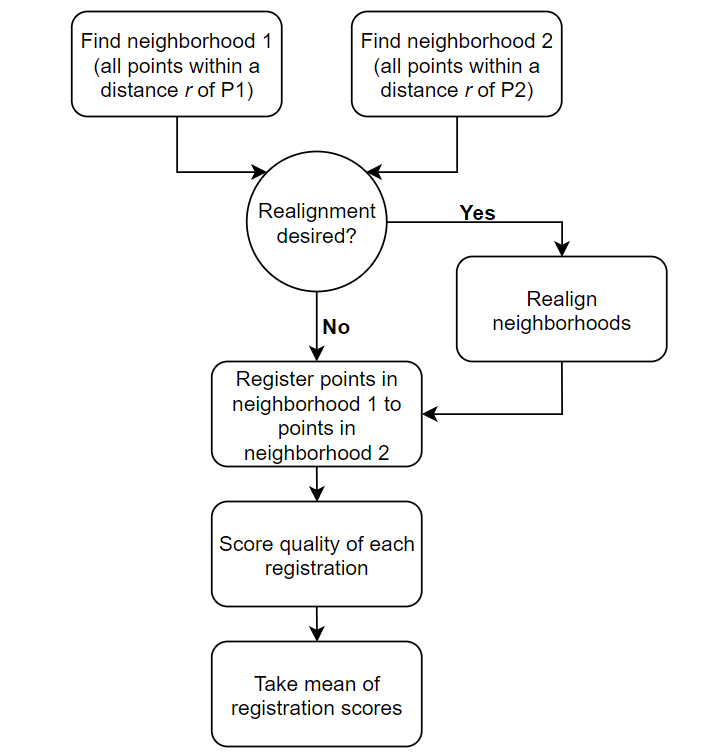 Find neighborhood 1
(all points within a
distance r of P1)
Find neighborhood 2
(all points within a
distance r of P2)
Realignment
desired?
Yes
Realign
neighborhoods
No
Register points in
neighborhood 1 to
points in
neighborhood 2
Score quality of each
registration
Take mean of
registration scores